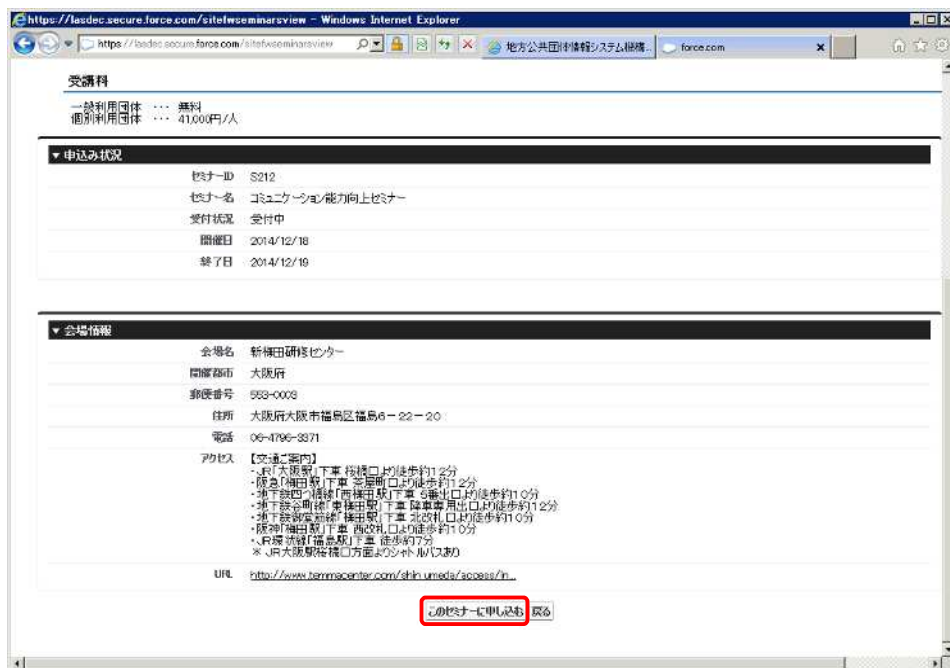 https://lasdec.secure.force.com/sitefwseminarsview - Windows Internet Explorer
https://lasdec.secure.force.com/sitefwseminarsview
地方公共団体情報システム機構...
force.com
受講料
一般利用団体 ･･･ 無料
個別利用団体 ･･･ 41,000円/人
▼申込み状況
セミナーID S212
セミナー名 コミュニケーション能力向上セミナー
受付状況 受付中
開催日 2014/12/18
終了日 2014/12/19
▼会場情報
会場名 新梅田研修センター
開催都市 大阪府
郵便番号 553-0003
住所 大阪府大阪市福島区福島6-22-20
電話 06-4796-3371
アクセス 【交通ご案内】
・JR「大阪駅」下車 桜橋口より徒歩約12分
・阪急「梅田駅」下車 茶屋町口より徒歩約12分
・地下鉄四つ橋線「西梅田駅」下車 6番出口より徒歩約10分
・地下鉄谷町線「東梅田駅」下車 降車専用出口より徒歩約12分
・地下鉄御堂筋線「梅田駅」下車 北改札口より徒歩約10分
・阪神「梅田駅」下車 西改札口より徒歩約10分
・JR環状線「福島駅」下車 徒歩約7分
※ JR大阪駅桜橋口方面よりシャトルバスあり
URL http://www.temmacenter.com/shin_umeda/access/in...
このセミナーに申し込む 戻る